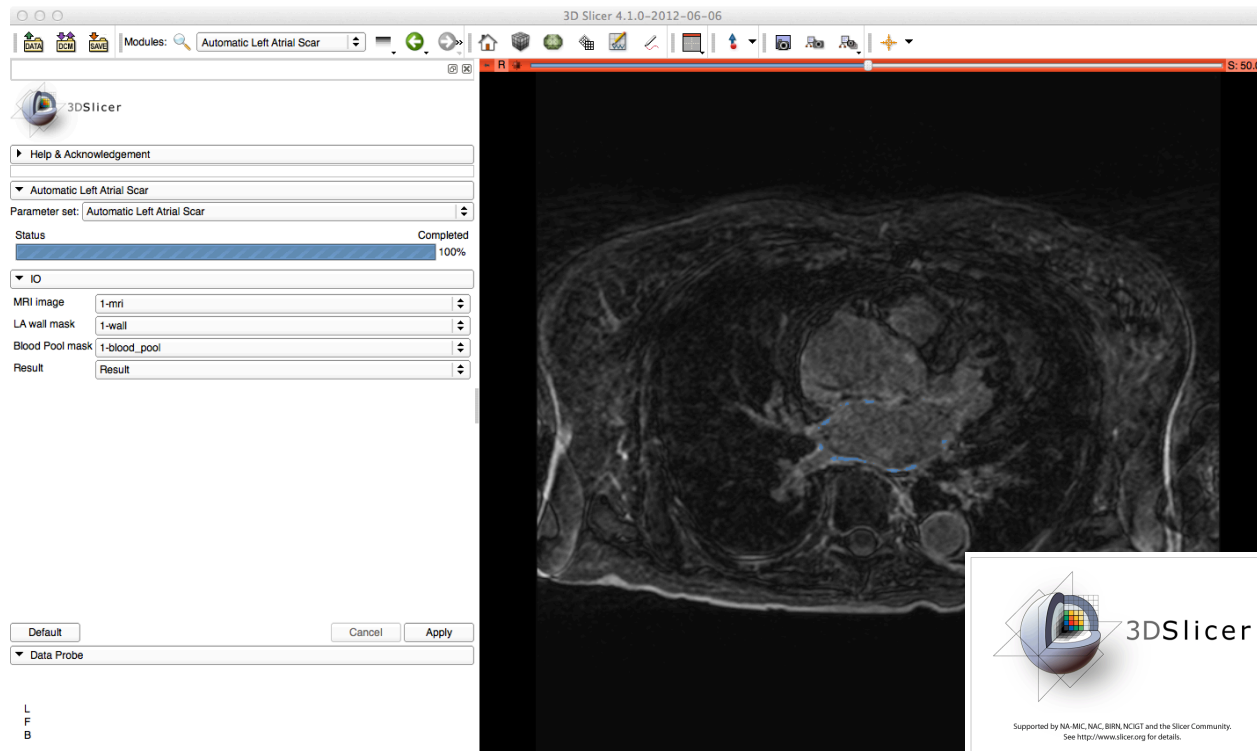 3D Slicer 4.1.0-2012-06-06
DATA DCM SAVE Modules: Automatic Left Atrial Scar
R S: 50.0
3DSlicer
Help & Acknowledgement
Automatic Left Atrial Scar
Parameter set: Automatic Left Atrial Scar
Status Completed
100%
IO
MRI image 1-mri
LA wall mask 1-wall
Blood Pool mask 1-blood_pool
Result Result
Default Cancel Apply
Data Probe
L
F
B
3DSlicer
Supported by NA-MIC, NAC, BIRN, NCIGT and the Slicer Community.
See http://www.slicer.org for details.